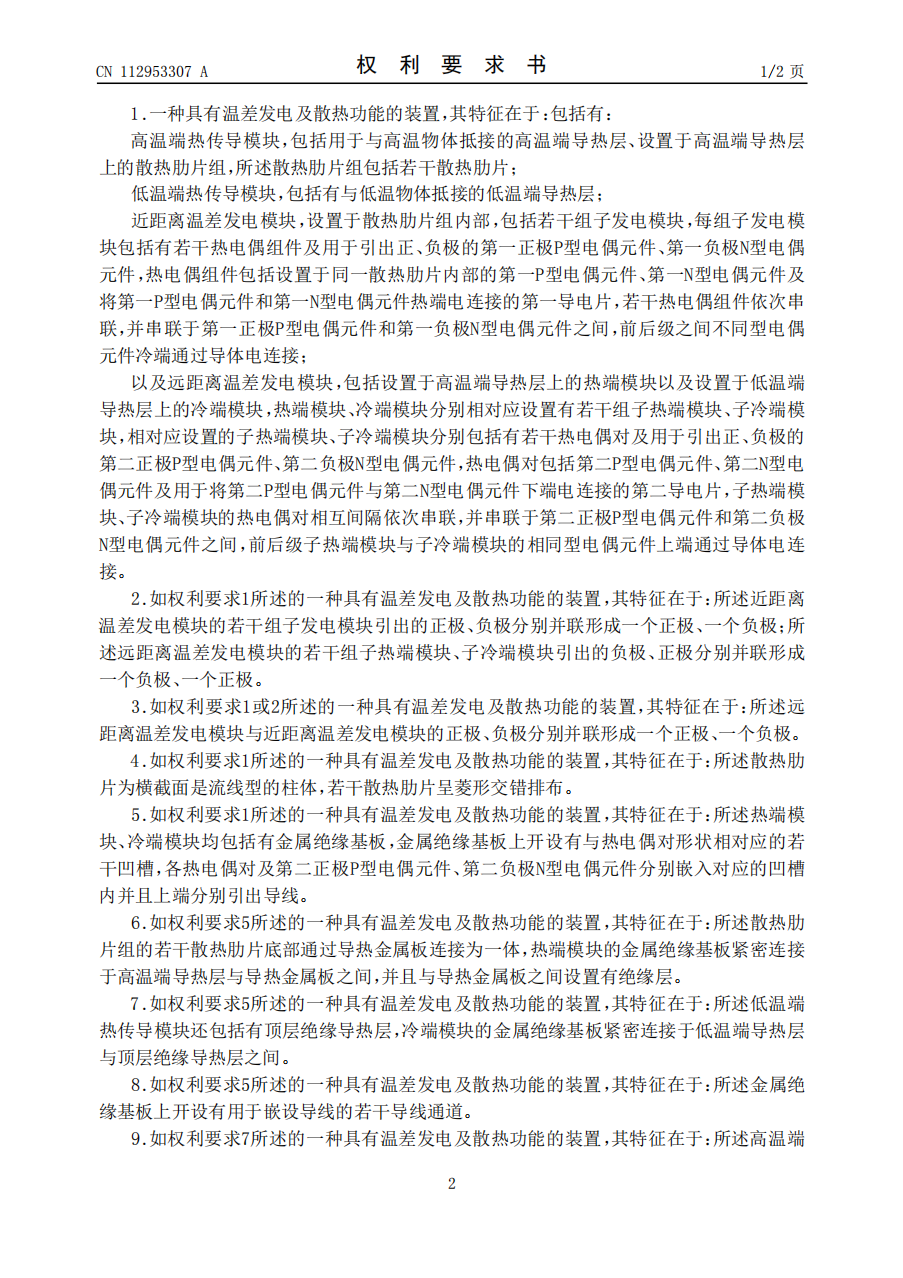 CN 112953307 A
权利要求书
1/2 页
1.一种具有温差发电及散热功能的装置,其特征在于:包括有:
高温端热传导模块,包括用于与高温物体抵接的高温端导热层、设置于高温端导热层
上的散热肋片组,所述散热肋片组包括若干散热肋片;
低温端热传导模块,包括有与低温物体抵接的低温端导热层;
近距离温差发电模块,设置于散热肋片组内部,包括若干组子发电模块,每组子发电模
块包括有若干热电偶组件及用于引出正、负极的第一正极P型电偶元件、第一负极N型电偶
元件,热电偶组件包括设置于同一散热肋片内部的第一P型电偶元件、第一N型电偶元件及
将第一P型电偶元件和第一N型电偶元件热端电连接的第一导电片,若干热电偶组件依次串
联,并串联于第一正极P型电偶元件和第一负极N型电偶元件之间,前后级之间不同型电偶
元件冷端通过导体电连接;
以及远距离温差发电模块,包括设置于高温端导热层上的热端模块以及设置于低温端
导热层上的冷端模块,热端模块、冷端模块分别相对应设置有若干组子热端模块、子冷端模
块,相对应设置的子热端模块、子冷端模块分别包括有若干热电偶对及用于引出正、负极的
第二正极P型电偶元件、第二负极N型电偶元件,热电偶对包括第二P型电偶元件、第二N型电
偶元件及用于将第二P型电偶元件与第二N型电偶元件下端电连接的第二导电片,子热端模
块、子冷端模块的热电偶对相互间隔依次串联,并串联于第二正极P型电偶元件和第二负极
N型电偶元件之间,前后级子热端模块与子冷端模块的相同型电偶元件上端通过导体电连
接。
2.如权利要求1所述的一种具有温差发电及散热功能的装置,其特征在于:所述近距离
温差发电模块的若干组子发电模块引出的正极、负极分别并联形成一个正极、一个负极;所
述远距离温差发电模块的若干组子热端模块、子冷端模块引出的负极、正极分别并联形成
一个负极、一个正极。
3.如权利要求1或2所述的一种具有温差发电及散热功能的装置,其特征在于:所述远
距离温差发电模块与近距离温差发电模块的正极、负极分别并联形成一个正极、一个负极。
4.如权利要求1所述的一种具有温差发电及散热功能的装置,其特征在于:所述散热肋
片为横截面是流线型的柱体,若干散热肋片呈菱形交错排布。
5.如权利要求1所述的一种具有温差发电及散热功能的装置,其特征在于:所述热端模
块、冷端模块均包括有金属绝缘基板,金属绝缘基板上开设有与热电偶对形状相对应的若
干凹槽,各热电偶对及第二正极P型电偶元件、第二负极N型电偶元件分别嵌入对应的凹槽
内并且上端分别引出导线。
6.如权利要求5所述的一种具有温差发电及散热功能的装置,其特征在于:所述散热肋
片组的若干散热肋片底部通过导热金属板连接为一体,热端模块的金属绝缘基板紧密连接
于高温端导热层与导热金属板之间,并且与导热金属板之间设置有绝缘层。
7.如权利要求5所述的一种具有温差发电及散热功能的装置,其特征在于:所述低温端
热传导模块还包括有顶层绝缘导热层,冷端模块的金属绝缘基板紧密连接于低温端导热层
与顶层绝缘导热层之间。
8.如权利要求5所述的一种具有温差发电及散热功能的装置,其特征在于:所述金属绝
缘基板上开设有用于嵌设导线的若干导线通道。
9.如权利要求7所述的一种具有温差发电及散热功能的装置,其特征在于:所述高温端
2